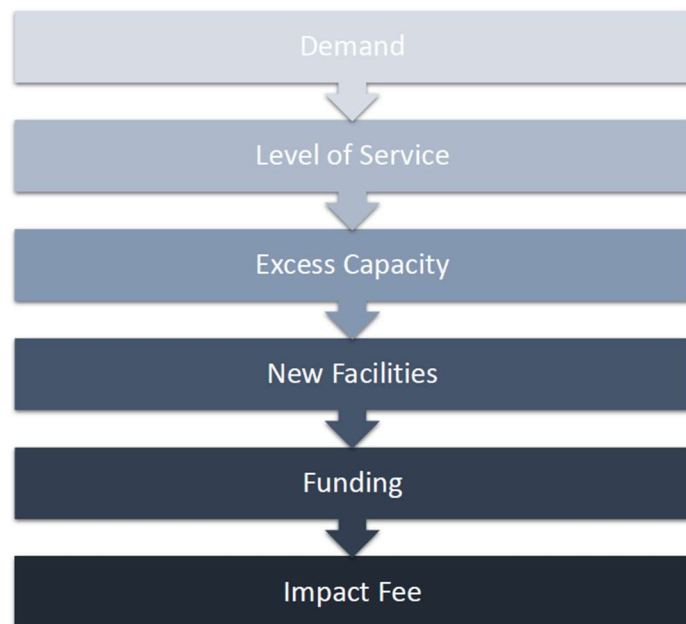 Demand
Level of Service
Excess Capacity
New Facilities
Funding
Impact Fee